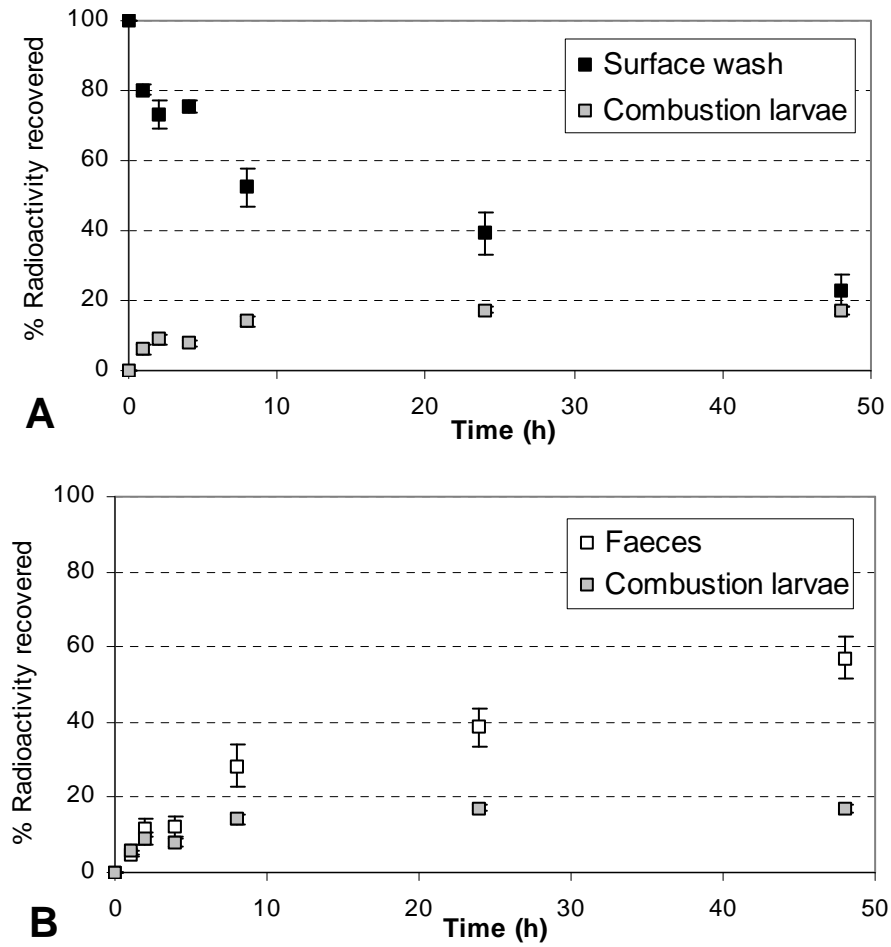 100
80
60
40
20
0
% Radioactivity recovered
Surface wash
Combustion larvae
0 10 20 30 40 50
Time (h)
A
100
80
60
40
20
0
% Radioactivity recovered
Faeces
Combustion larvae
0 10 20 30 40 50
Time (h)
B